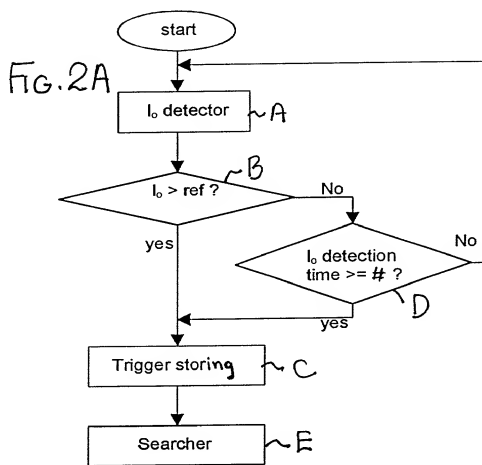 start
FIG. 2A
Io detector
A
B
Io > ref ?
No
yes
Io detection
time >= # ?
No
D
yes
Trigger storing
C
Searcher
E